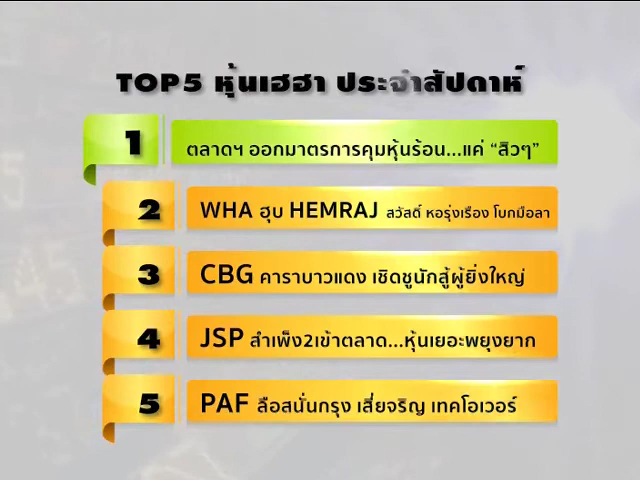 TOP5 หุ้นเฮฮา ประจำสัปดาห์
1 ตลาดฯ ออกมาตรการคุมหุ้นร้อน...แค่ “สิวๆ”
2 WHA ฮุบ HEMRAJ สวัสดิ์ หอรุ่งเรือง โบกมือลา
3 CBG คาราบาวแดง เชิดชูนักสู้ผู้ยิ่งใหญ่
4 JSP สำเพ็ง2เข้าตลาด...หุ้นเยอะพยุงยาก
5 PAF ลือสนั่นกรุง เสี่ยจริญ เทคโอเวอร์